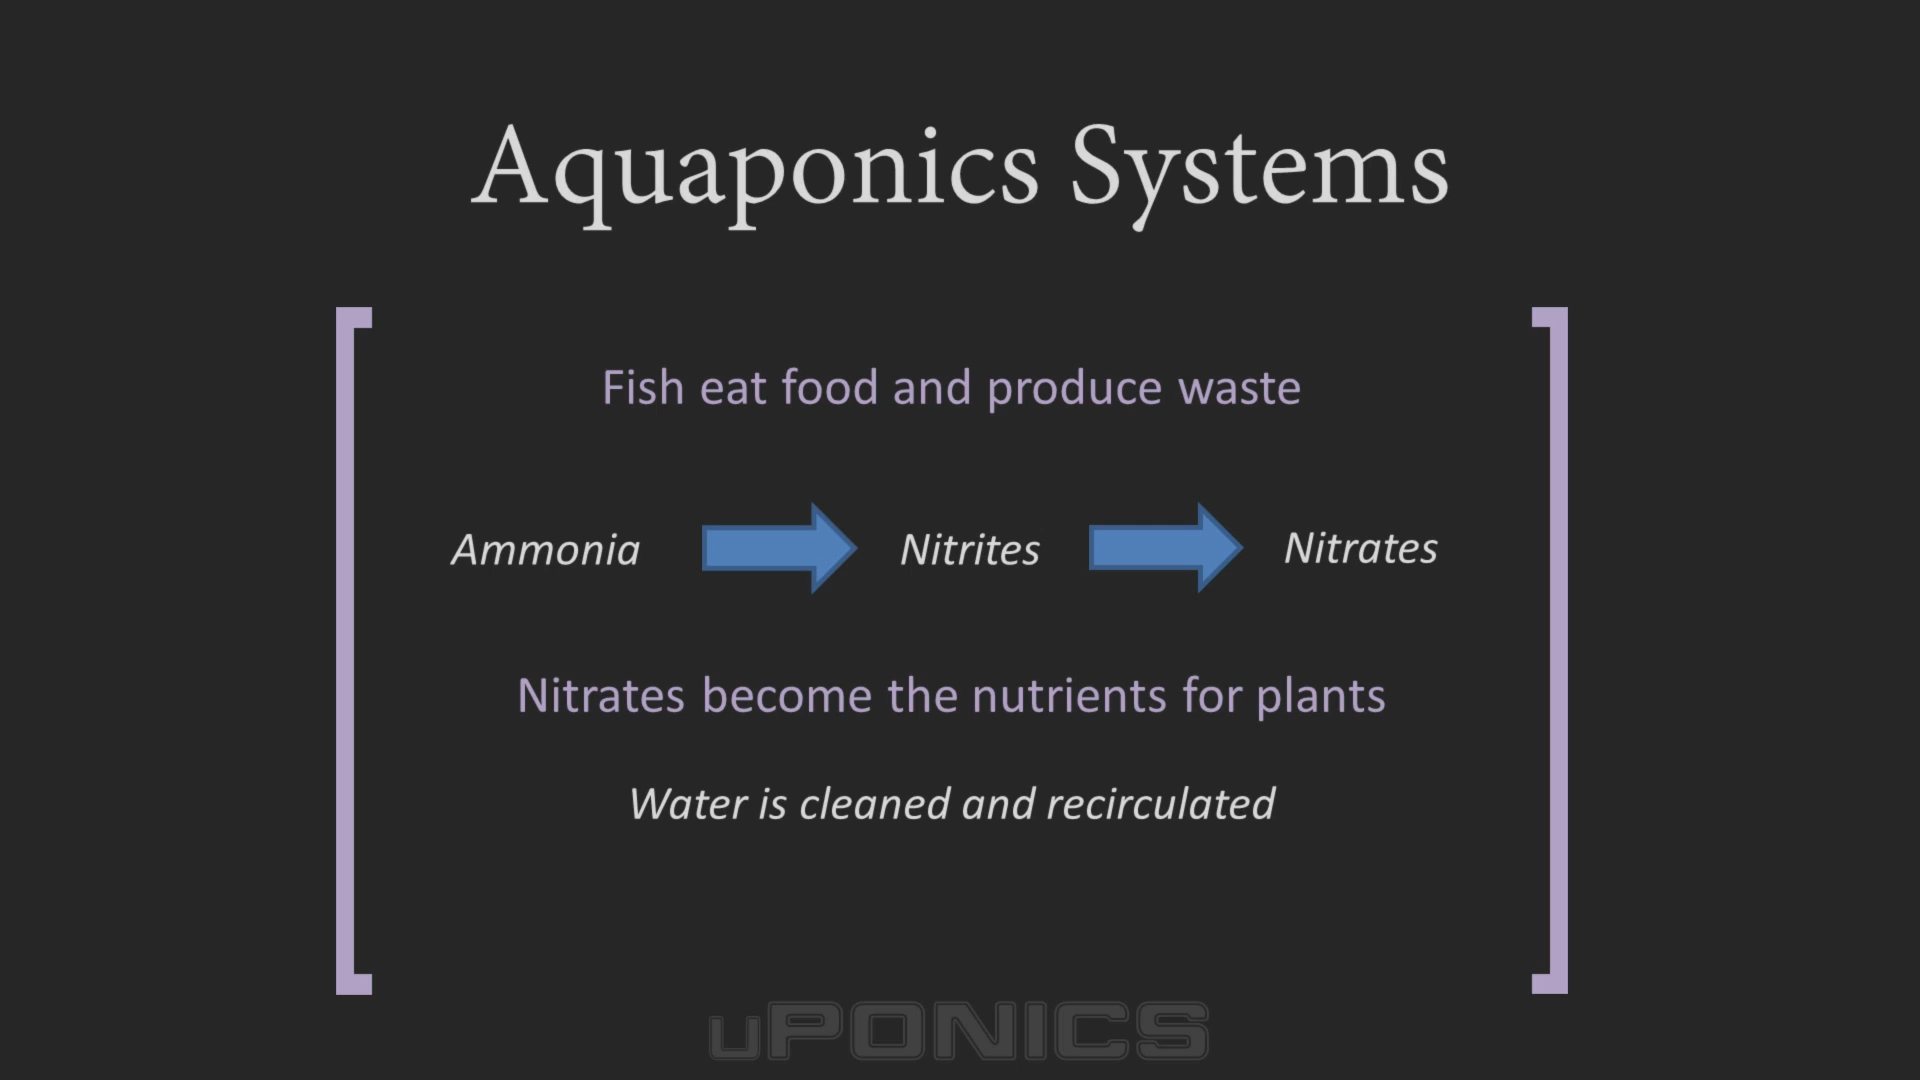 Aquaponics Systems
Fish eat food and produce waste
Ammonia Nitrites Nitrates
Nitrates become the nutrients for plants
Water is cleaned and recirculated
uPONICS